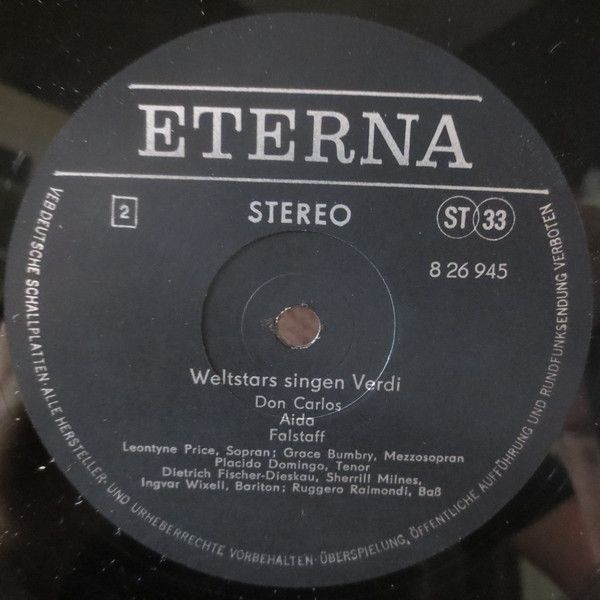 ETERNA
2
STEREO
ST 33
8 26 945
Weltstars singen Verdi
Don Carlos
Aida
Falstaff
Leontyne Price, Sopran; Grace Bumbry, Mezzosopran
Placido Domingo, Tenor
Dietrich Fischer-Dieskau, Sherrill Milnes,
Ingvar Wixell, Bariton; Ruggero Raimondi, Baß
VEB DEUTSCHE SCHALLPLATTEN · ALLE HERSTELLER- UND URHEBERRECHTE VORBEHALTEN · ÜBERSPIELUNG, ÖFFENTLICHE AUFFÜHRUNG UND RUNDFUNKSENDUNG VERBOTEN